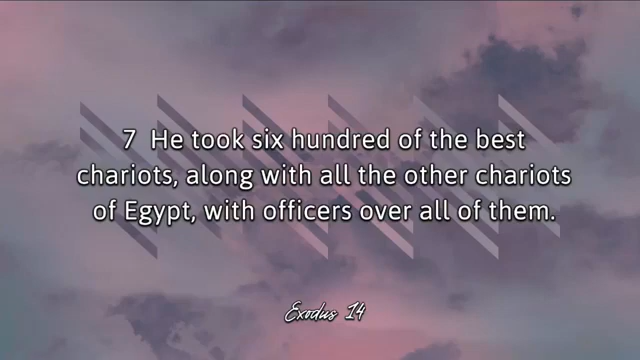 7 He took six hundred of the best
chariots, along with all the other chariots
of Egypt, with officers over all of them.
Exodus 14